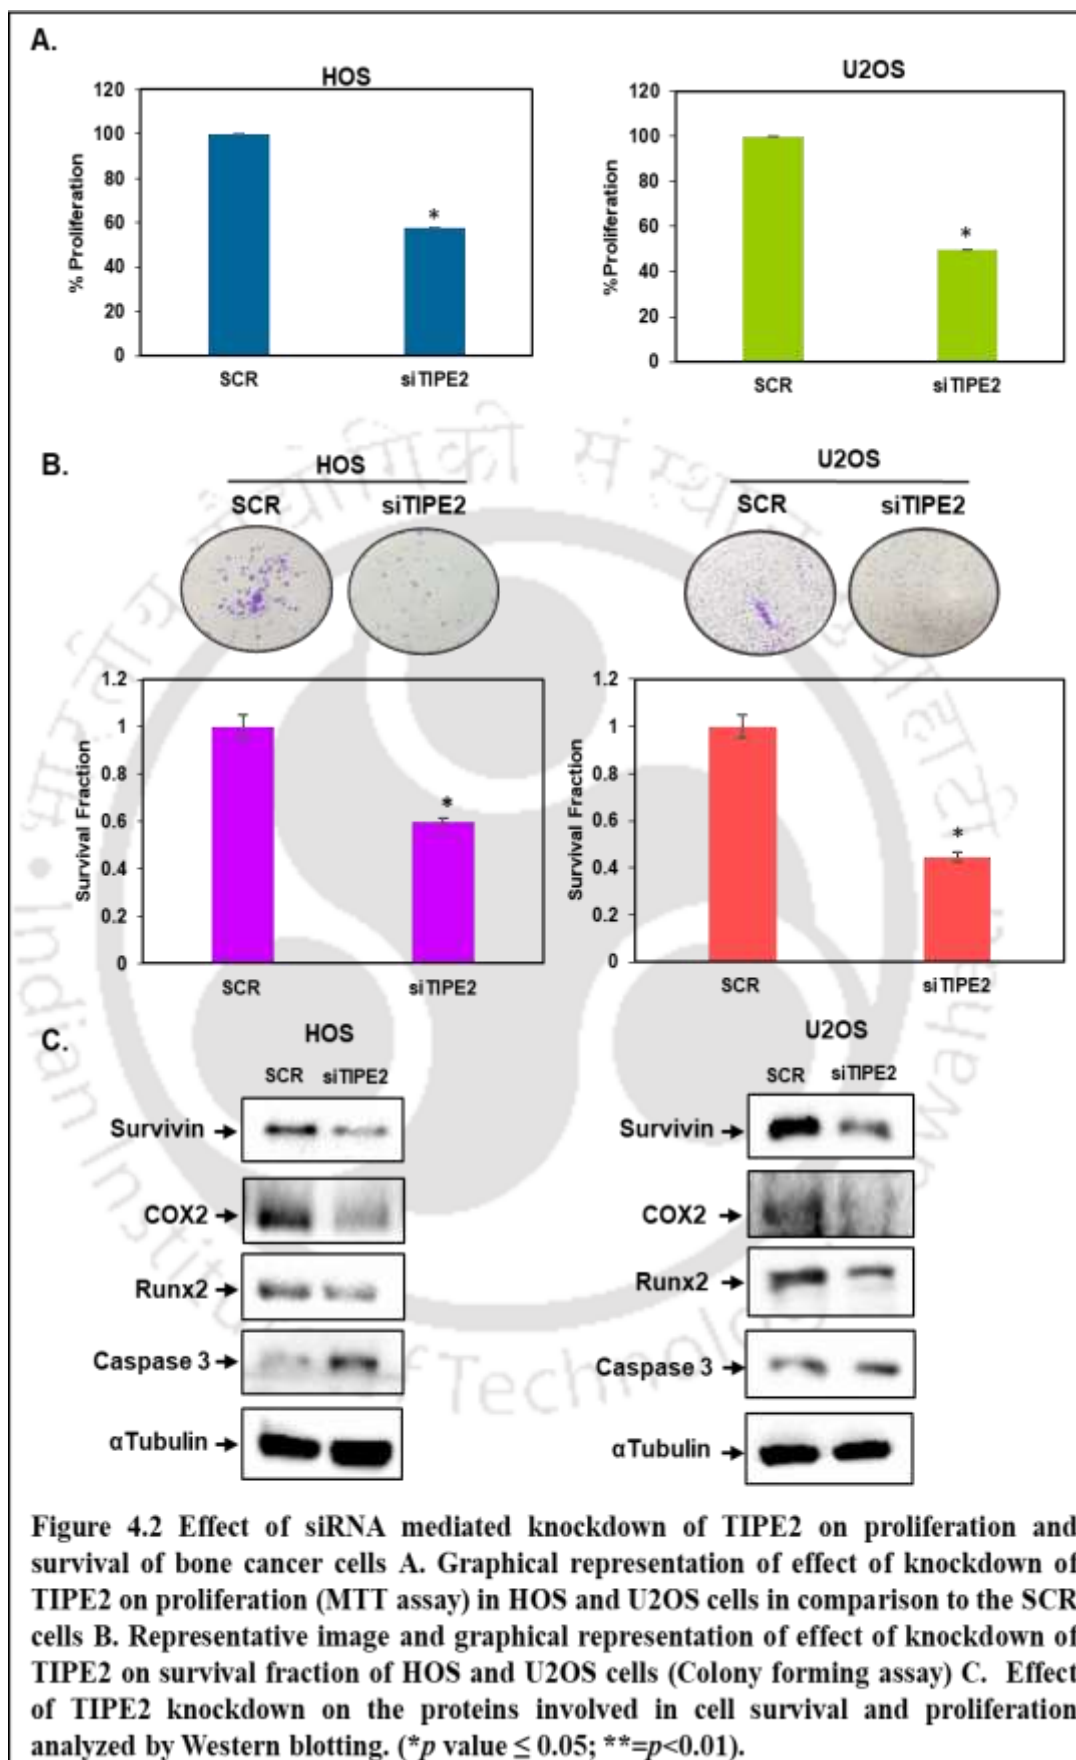 A.
HOS
U2OS
120
100
80
60
40
20
0
% Proliferation
*
SCR
siTIPE2
120
100
80
60
40
20
0
%Proliferation
*
SCR
siTIPE2
B.
HOS
U2OS
SCR
siTIPE2
SCR
siTIPE2
1.2
1
0.8
0.6
0.4
0.2
0
Survival Fraction
*
SCR
siTIPE2
1.2
1
0.8
0.6
0.4
0.2
0
Survival Fraction
*
SCR
siTIPE2
C.
HOS
U2OS
SCR siTIPE2
SCR siTIPE2
Survivin
COX2
Runx2
Caspase 3
αTubulin
Survivin
COX2
Runx2
Caspase 3
αTubulin
Indian Institute of Technology
Figure 4.2 Effect of siRNA mediated knockdown of TIPE2 on proliferation and
survival of bone cancer cells A. Graphical representation of effect of knockdown of
TIPE2 on proliferation (MTT assay) in HOS and U2OS cells in comparison to the SCR
cells B. Representative image and graphical representation of effect of knockdown of
TIPE2 on survival fraction of HOS and U2OS cells (Colony forming assay) C. Effect
of TIPE2 knockdown on the proteins involved in cell survival and proliferation
analyzed by Western blotting. (*p value ≤ 0.05; **=p<0.01).